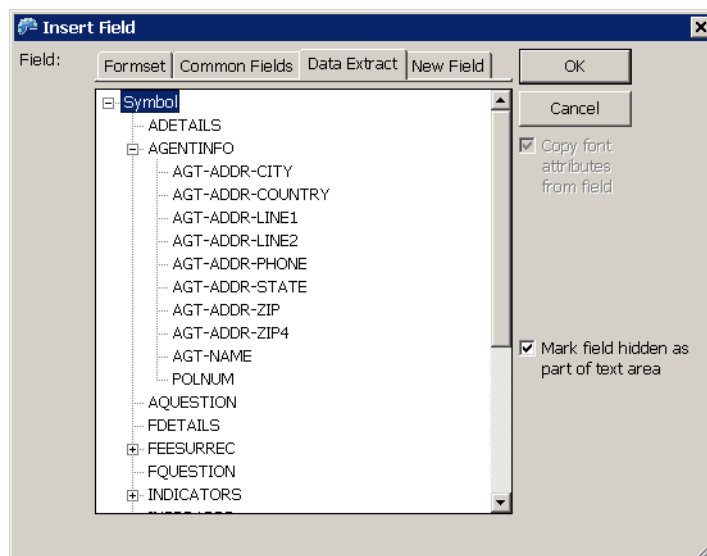 Insert Field
Field:
Formset Common Fields Data Extract New Field
OK
Cancel
Copy font
attributes
from field
Mark field hidden as
part of text area
Symbol
ADETAILS
AGENTINFO
AGT-ADDR-CITY
AGT-ADDR-COUNTRY
AGT-ADDR-LINE1
AGT-ADDR-LINE2
AGT-ADDR-PHONE
AGT-ADDR-STATE
AGT-ADDR-ZIP
AGT-ADDR-ZIP4
AGT-NAME
POLNUM
AQUESTION
FDETAILS
FEESURREC
FQUESTION
INDICATORS